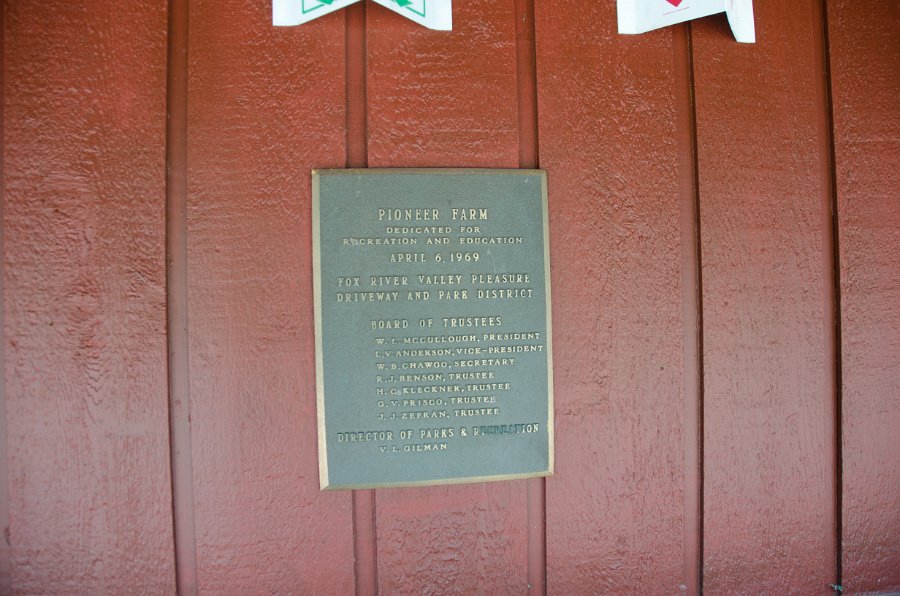 PIONEER FARM
DEDICATED FOR
RECREATION AND EDUCATION
APRIL 6, 1969
FOX RIVER VALLEY PLEASURE
DRIVEWAY AND PARK DISTRICT
BOARD OF TRUSTEES
W. L. MCCULLOUGH, PRESIDENT
L. V. ANDERSON, VICE-PRESIDENT
W. B. CHAWGO, SECRETARY
R. J. BENSON, TRUSTEE
H. C. KLECKNER, TRUSTEE
G. V. PRISCO, TRUSTEE
J. J. ZEFRAN, TRUSTEE
DIRECTOR OF PARKS & RECREATION
V. L. GILMAN